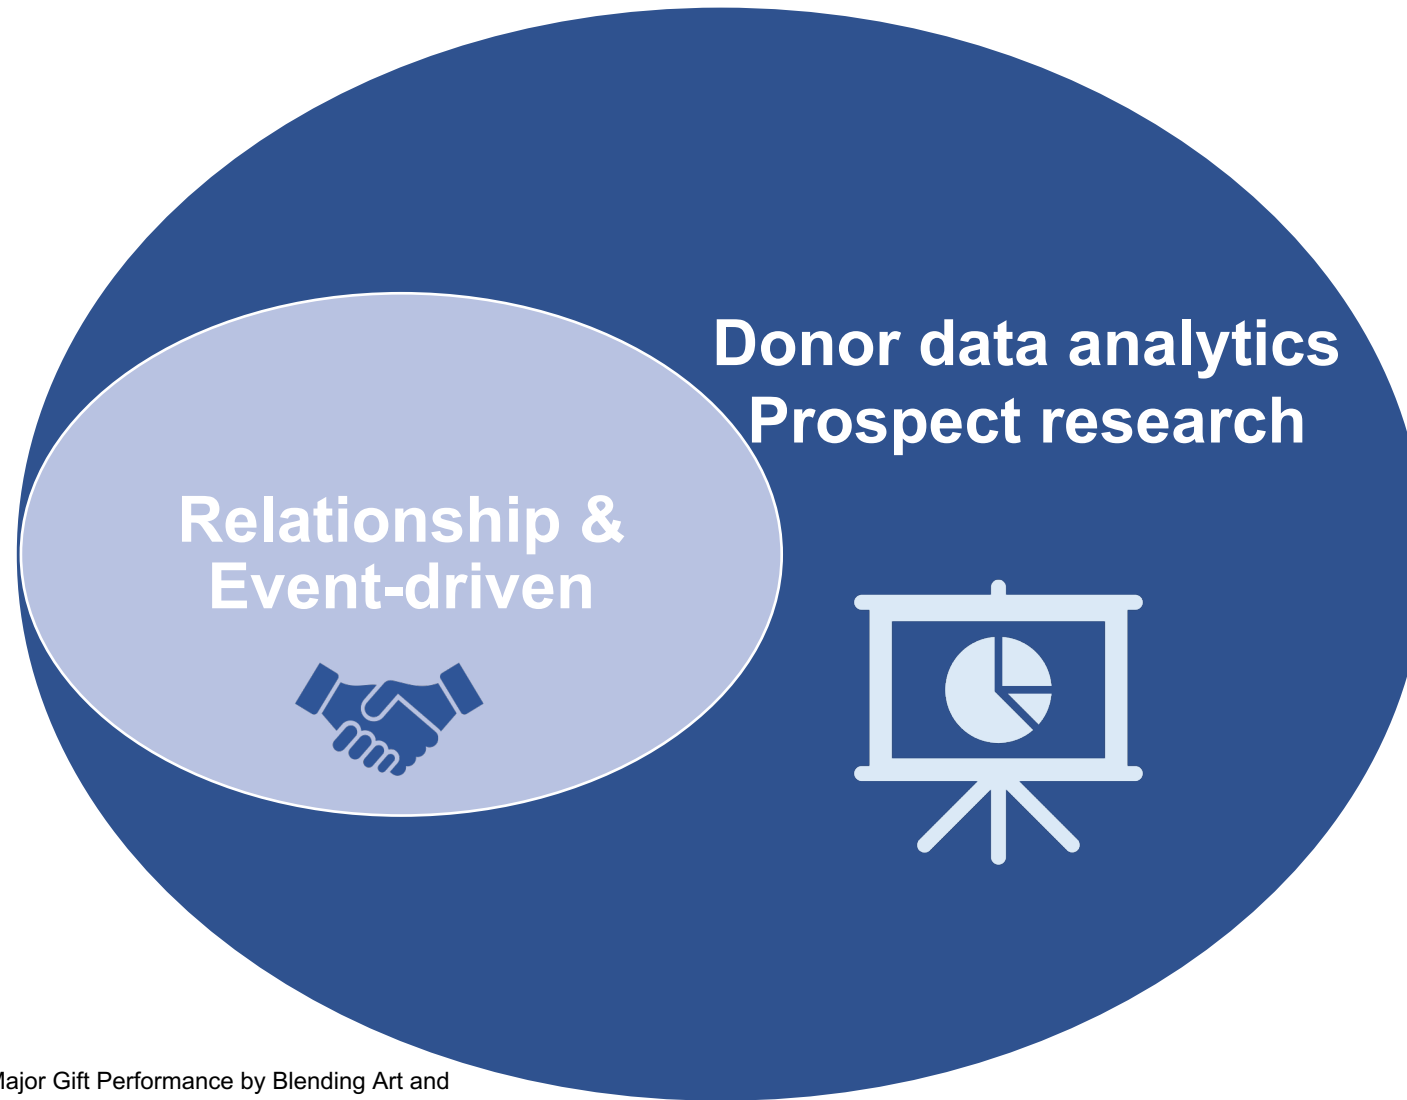 Donor data analytics
Prospect research
Relationship &
Event-driven
Major Gift Performance by Blending Art and